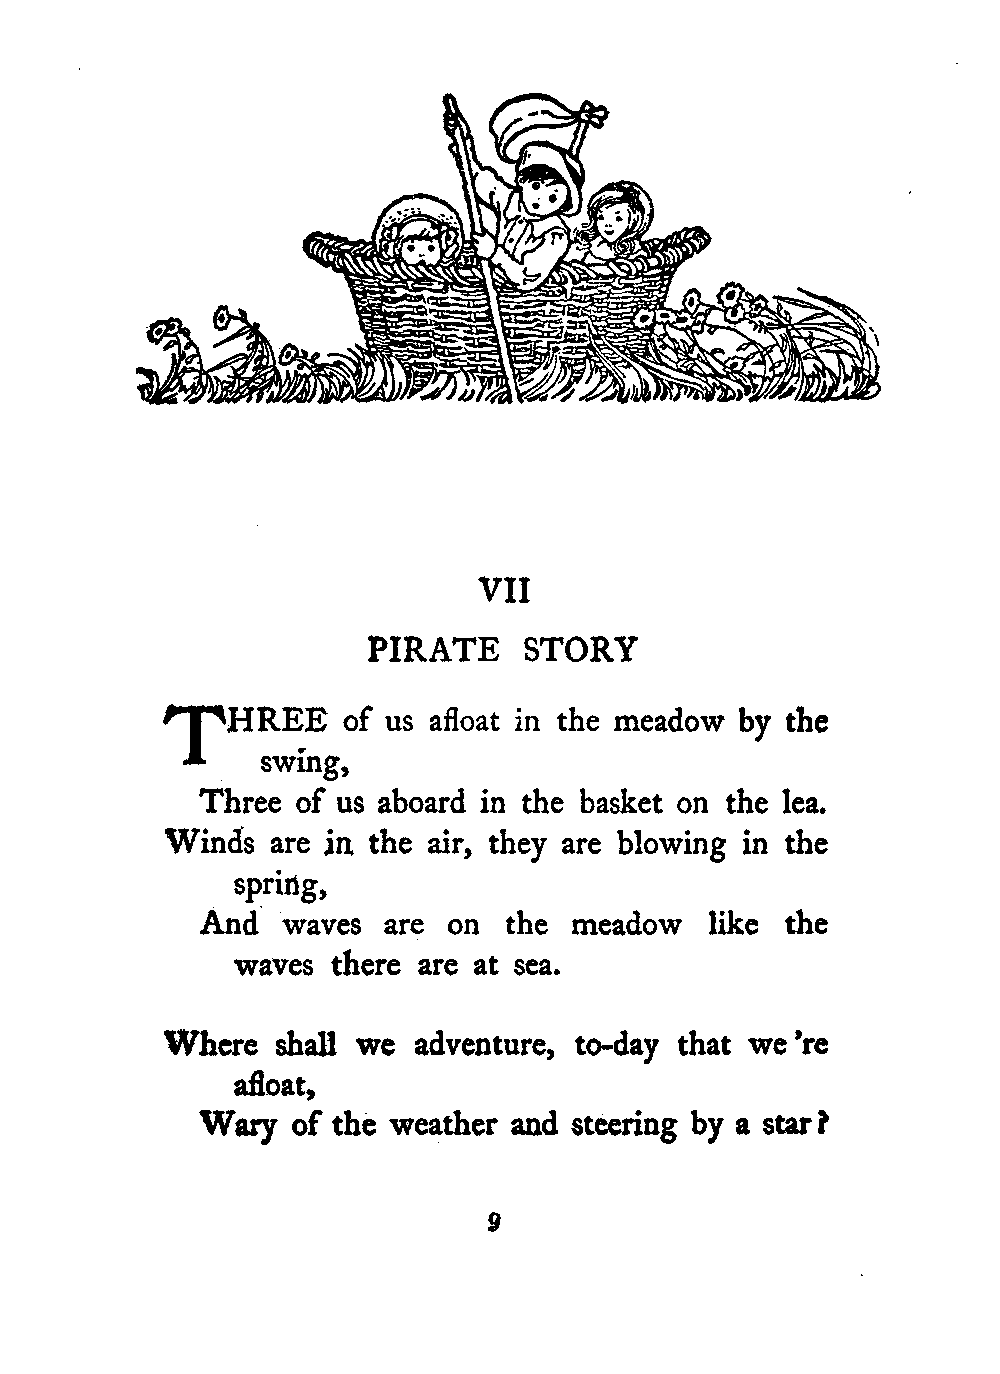 VII
PIRATE STORY
THREE of us afloat in the meadow by the
swing,
Three of us aboard in the basket on the lea.
Winds are in the air, they are blowing in the
spring,
And waves are on the meadow like the
waves there are at sea.
Where shall we adventure, to-day that we 're
afloat,
Wary of the weather and steering by a star?
9